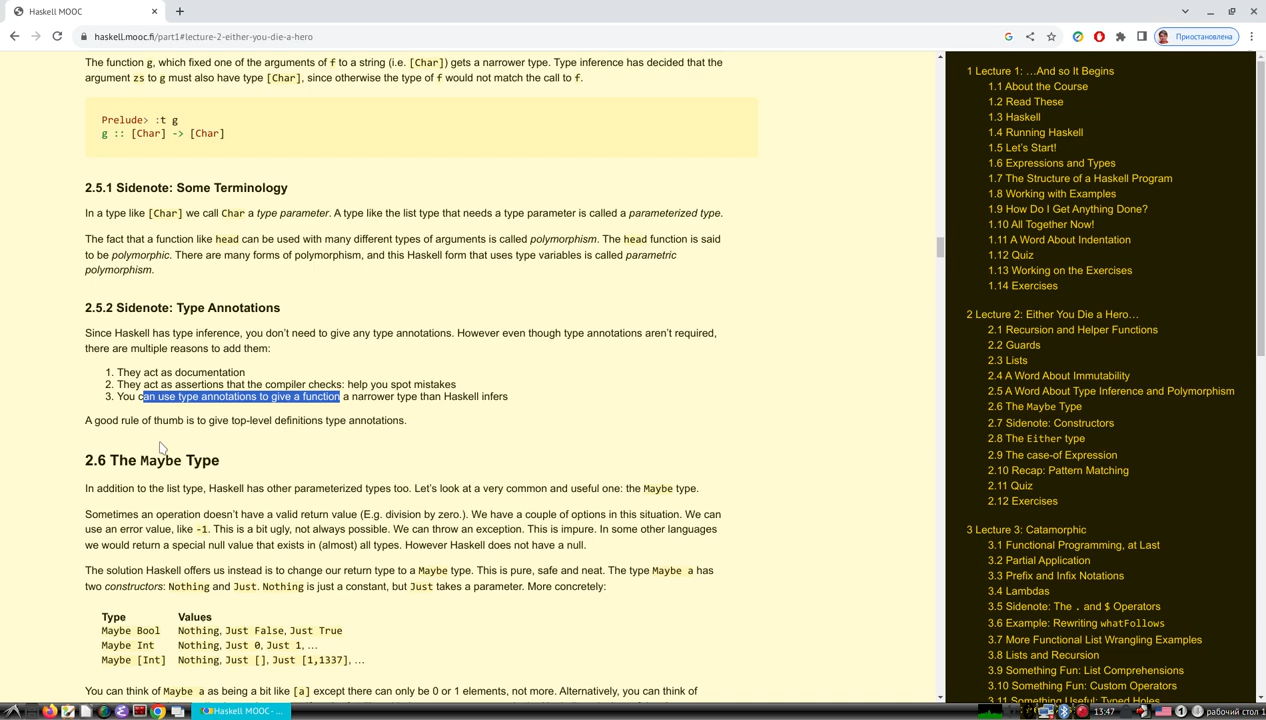 Haskell MOOC
haskell.mooc.fi/part1#lecture-2-either-you-die-a-hero
Приостановлена
The function g, which fixed one of the arguments of f to a string (i.e. [Char]) gets a narrower type. Type inference has decided that the
argument zs to g must also have type [Char], since otherwise the type of f would not match the call to f.
Prelude> :t g
g :: [Char] -> [Char]
2.5.1 Sidenote: Some Terminology
In a type like [Char] we call Char a type parameter. A type like the list type that needs a type parameter is called a parameterized type.
The fact that a function like head can be used with many different types of arguments is called polymorphism. The head function is said
to be polymorphic. There are many forms of polymorphism, and this Haskell form that uses type variables is called parametric
polymorphism.
2.5.2 Sidenote: Type Annotations
Since Haskell has type inference, you don't need to give any type annotations. However even though type annotations aren't required,
there are multiple reasons to add them:
1. They act as documentation
2. They act as assertions that the compiler checks: help you spot mistakes
3. You can use type annotations to give a function a narrower type than Haskell infers
A good rule of thumb is to give top-level definitions type annotations.
2.6 The Maybe Type
In addition to the list type, Haskell has other parameterized types too. Let's look at a very common and useful one: the Maybe type.
Sometimes an operation doesn't have a valid return value (E.g. division by zero.). We have a couple of options in this situation. We can
use an error value, like -1. This is a bit ugly, not always possible. We can throw an exception. This is impure. In some other languages
we would return a special null value that exists in (almost) all types. However Haskell does not have a null.
The solution Haskell offers us instead is to change our return type to a Maybe type. This is pure, safe and neat. The type Maybe a has
two constructors: Nothing and Just. Nothing is just a constant, but Just takes a parameter. More concretely:
Type Values
Maybe Bool Nothing, Just False, Just True
Maybe Int Nothing, Just 0, Just 1, …
Maybe [Int] Nothing, Just [], Just [1,1337], …
You can think of Maybe a as being a bit like [a] except there can only be 0 or 1 elements, not more. Alternatively, you can think of
1 Lecture 1: …And so It Begins
1.1 About the Course
1.2 Read These
1.3 Haskell
1.4 Running Haskell
1.5 Let's Start!
1.6 Expressions and Types
1.7 The Structure of a Haskell Program
1.8 Working with Examples
1.9 How Do I Get Anything Done?
1.10 All Together Now!
1.11 A Word About Indentation
1.12 Quiz
1.13 Working on the Exercises
1.14 Exercises
2 Lecture 2: Either You Die a Hero…
2.1 Recursion and Helper Functions
2.2 Guards
2.3 Lists
2.4 A Word About Immutability
2.5 A Word About Type Inference and Polymorphism
2.6 The Maybe Type
2.7 Sidenote: Constructors
2.8 The Either type
2.9 The case-of Expression
2.10 Recap: Pattern Matching
2.11 Quiz
2.12 Exercises
3 Lecture 3: Catamorphic
3.1 Functional Programming, at Last
3.2 Partial Application
3.3 Prefix and Infix Notations
3.4 Lambdas
3.5 Sidenote: The . and $ Operators
3.6 Example: Rewriting whatFollows
3.7 More Functional List Wrangling Examples
3.8 Lists and Recursion
3.9 Something Fun: List Comprehensions
3.10 Something Fun: Custom Operators
3.11 Something Useful: Typed Holes
Haskell MOOC - …
13:47
1
рабочий стол 1